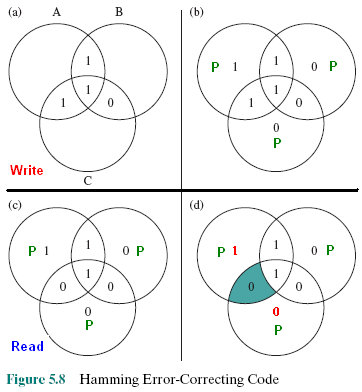 (a) A B
1
1
1 0
Write
C
(b)
P 1 1 0 P
1
1 0
0
P
(c)
P 1 1 0 P
1
0 0
0
P
Read
(d)
P 1 1 0 P
1
0 0
0
P
Figure 5.8 Hamming Error-Correcting Code